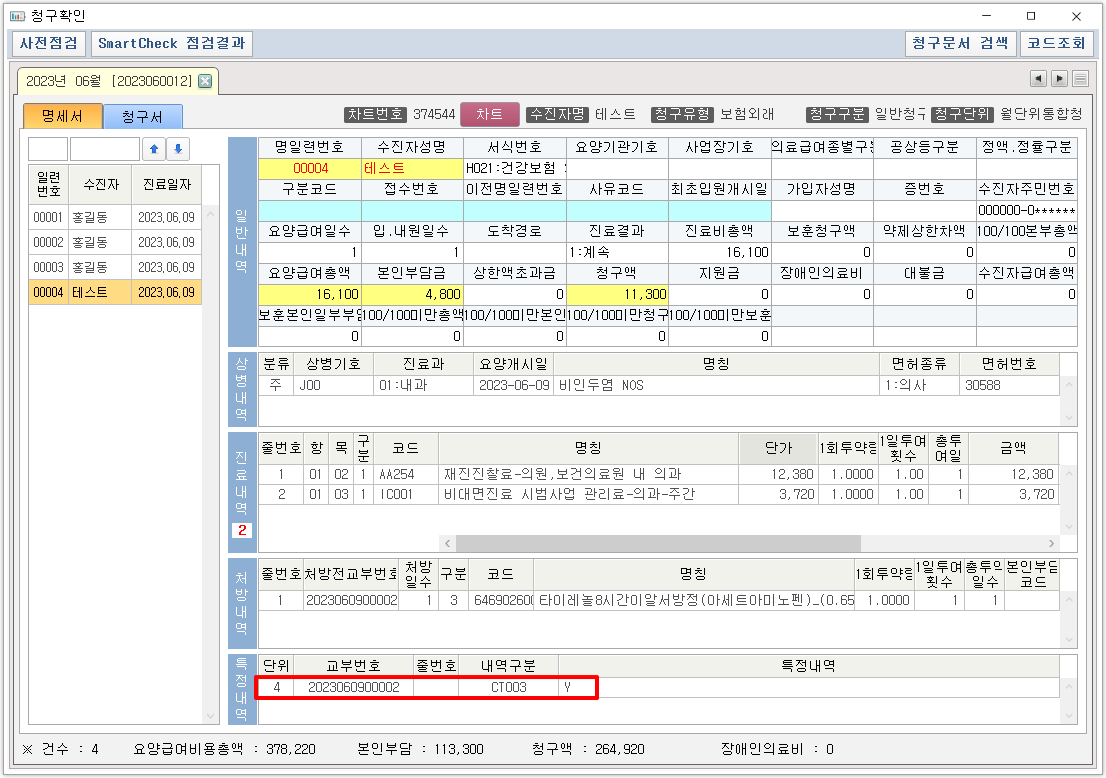 청구확인
사전점검 SmartCheck 점검결과 청구문서 검색 코드조회
2023년 06월 [2023060012]
명세서 청구서 차트번호 374544 차트 수진자명 테스트 청구유형 보험외래 청구구분 일반청구 청구단위 월단위통합청
일련번호 수진자 진료일자
00001 홍길동 2023.06.09
00002 홍길동 2023.06.09
00003 홍길동 2023.06.09
00004 테스트 2023.06.09
일반내역
명일련번호 수진자성명 서식번호 요양기관기호 사업장기호 의료급여종별구분 공상등구분 정액.정률구분
00004 테스트 H021:건강보험
구분코드 접수번호 이전명일련번호 사유코드 최초입원개시일 가입자성명 증번호 수진자주민번호
000000-0******
요양급여일수 입.내원일수 도착경로 진료결과 진료비총액 보훈청구액 약제상한차액 100/100본부총액
1 1 1:계속 16,100 0 0 0
요양급여총액 본인부담금 상한액초과금 청구액 지원금 장애인의료비 대불금 수진자급여총액
16,100 4,800 0 11,300 0 0 0 0
보훈본인일부부담 100/100미만총액 100/100미만본인 100/100미만청구 100/100미만보훈
0 0 0 0 0
상병내역
분류 상병기호 진료과 요양개시일 명칭 면허종류 면허번호
주 J00 01:내과 2023-06-09 비인두염 NOS 1:의사 30588
진료내역
2
줄번호 항 목 구분 코드 명칭 단가 1회투약량 1일투여횟수 총투여일 금액
1 01 02 1 AA254 재진진찰료-의원,보건의료원 내 의과 12,380 1.0000 1.00 1 12,380
2 01 03 1 IC001 비대면진료 시범사업 관리료-의과-주간 3,720 1.0000 1.00 1 3,720
처방내역
줄번호 처방전교부번호 처방일수 구분 코드 명칭 1회투약량 1일투여횟수 총투약일수 본인부담코드
1 2023060900002 1 3 646902600 타이레놀8시간이알서방정(아세트아미노펜)_(0.65 1.0000 1 1
특정내역
단위 교부번호 줄번호 내역구분 특정내역
4 2023060900002 CT003 Y
※ 건수 : 4 요양급여비용총액 : 378,220 본인부담 : 113,300 청구액 : 264,920 장애인의료비 : 0